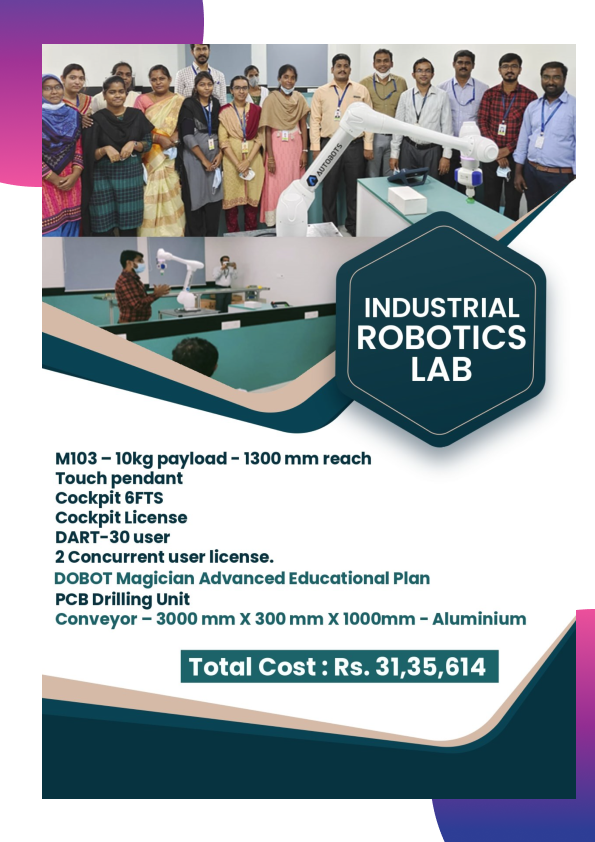 AUTOBOTS
INDUSTRIAL
ROBOTICS
LAB
M103 – 10kg payload - 1300 mm reach
Touch pendant
Cockpit 6FTS
Cockpit License
DART-30 user
2 Concurrent user license.
DOBOT Magician Advanced Educational Plan
PCB Drilling Unit
Conveyor – 3000 mm X 300 mm X 1000mm - Aluminium
Total Cost : Rs. 31,35,614